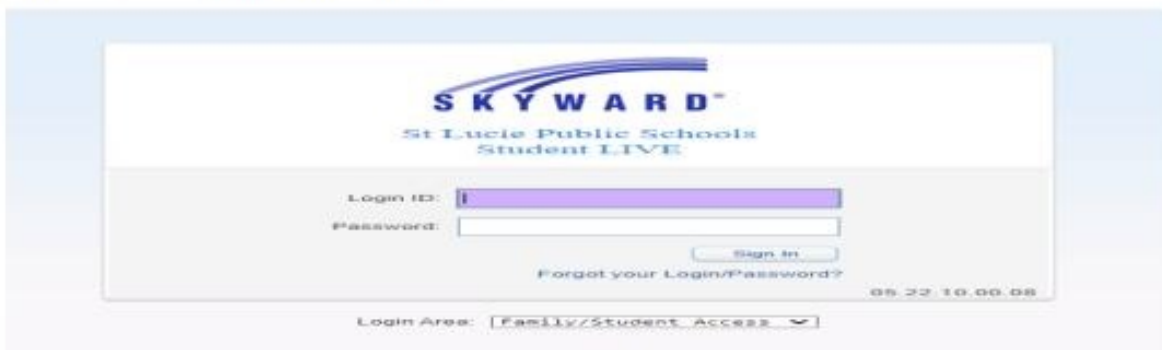 SKYWARD®
St Lucie Public Schools
Student LIVE
Login ID:
Password:
Sign In
Forgot your Login/Password?
05.22.10.00.08
Login Area: Family/Student Access